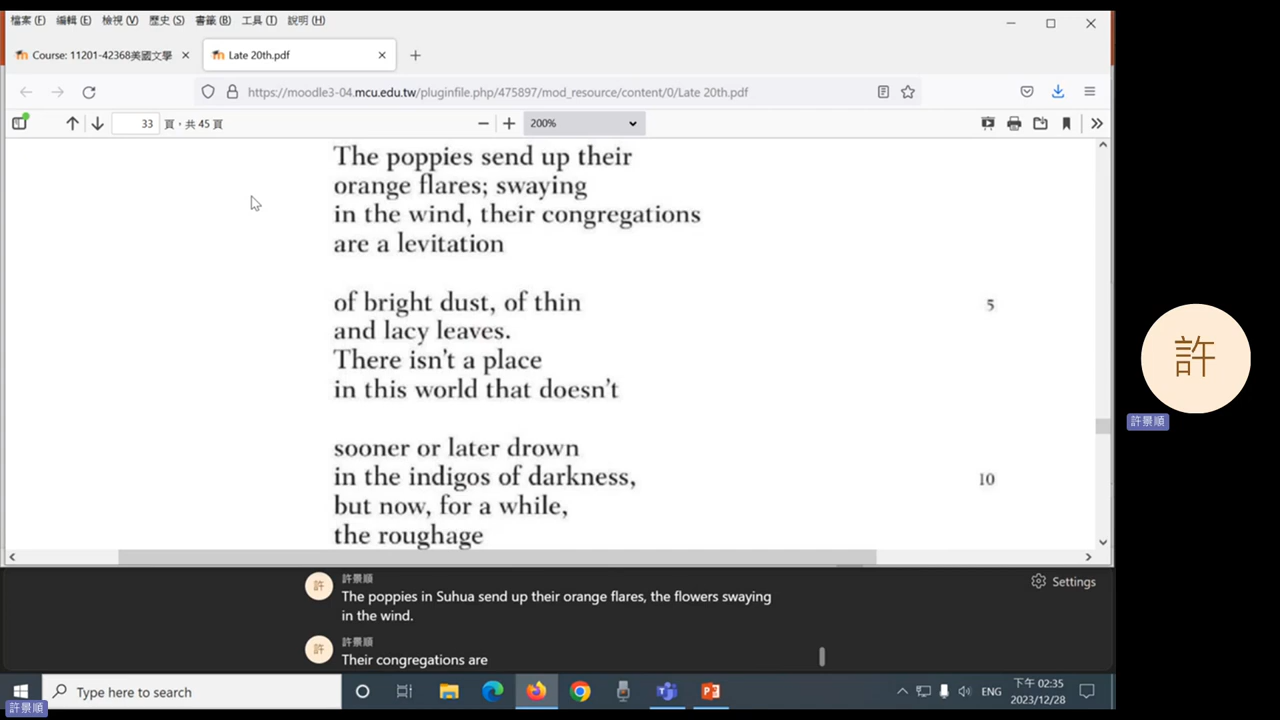 檔案(F) 編輯(E) 檢視(V) 歷史(S) 書籤(B) 工具(T) 說明(H)
Course: 11201-42368美國文學
Late 20th.pdf
https://moodle3-04.mcu.edu.tw/pluginfile.php/475897/mod_resource/content/0/Late 20th.pdf
33 頁，共 45 頁
200%
The poppies send up their
orange flares; swaying
in the wind, their congregations
are a levitation
of bright dust, of thin 5
and lacy leaves.
There isn't a place
in this world that doesn't
sooner or later drown
in the indigos of darkness, 10
but now, for a while,
the roughage
許
許景順
許
許景順
The poppies in Suhua send up their orange flares, the flowers swaying
in the wind.
許
許景順
Their congregations are
Settings
Type here to search
ENG
下午 02:35
2023/12/28
許景順